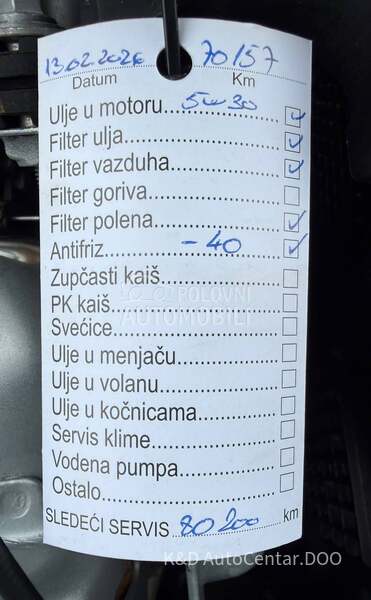 13.02.2026 70157
Datum Km
Ulje u motoru....5w30.... ✓
Filter ulja.............. ✓
Filter vazduha........ ✓
Filter goriva...........
Filter polena.......... ✓
Antifriz.......-40....... ✓
Zupčasti kaiš..........
PK kaiš..................
Svećice..................
Ulje u menjaču.......
Ulje u volanu..........
Ulje u kočnicama....
Servis klime............
Vodena pumpa.......
Ostalo....................
SLEDEĆI SERVIS 80200 km
POLOVNI
AUTOMOBILI
K&D AutoCentar.DOO